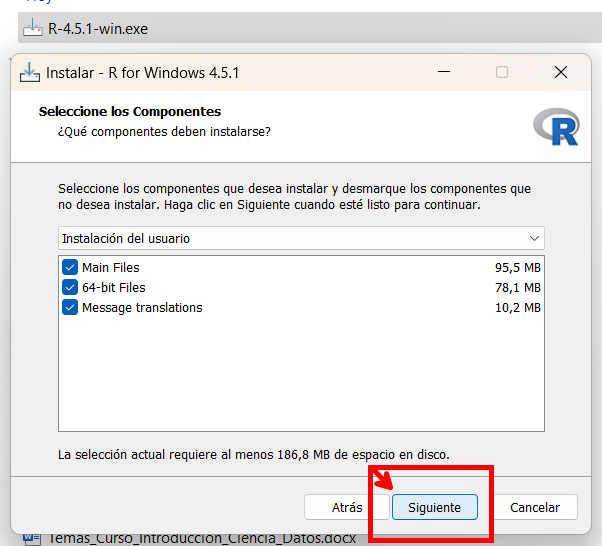 R-4.5.1-win.exe
Instalar - R for Windows 4.5.1
Seleccione los Componentes
¿Qué componentes deben instalarse?
R
Seleccione los componentes que desea instalar y desmarque los componentes que
no desea instalar. Haga clic en Siguiente cuando esté listo para continuar.
Instalación del usuario
Main Files 95,5 MB
64-bit Files 78,1 MB
Message translations 10,2 MB
La selección actual requiere al menos 186,8 MB de espacio en disco.
Atrás Siguiente Cancelar
Temas_Curso_Introduccion_Ciencia_Datos.docx